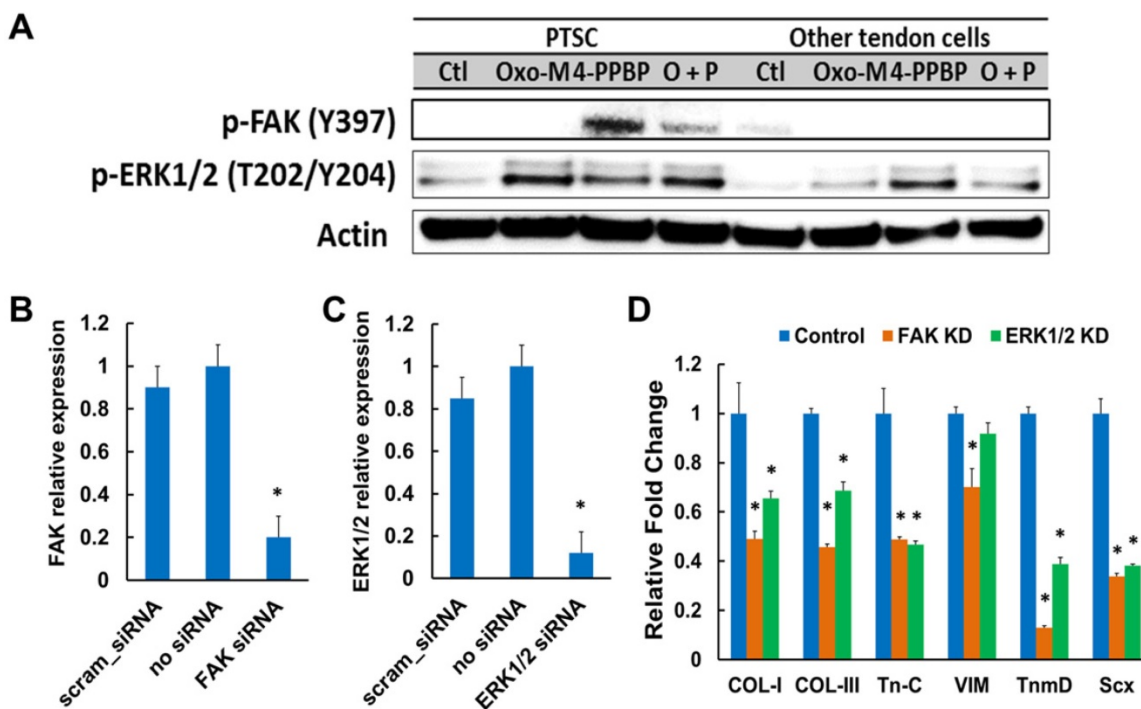 A
PTSC Other tendon cells
Ctl Oxo-M 4-PPBP O + P Ctl Oxo-M 4-PPBP O + P
p-FAK (Y397)
p-ERK1/2 (T202/Y204)
Actin
B
FAK relative expression
1.2
1
0.8
0.6
0.4
0.2
0
*
scram_siRNA
no siRNA
FAK siRNA
C
ERK1/2 relative expression
1.2
1
0.8
0.6
0.4
0.2
0
*
scram_siRNA
no siRNA
ERK1/2 siRNA
D
Control FAK KD ERK1/2 KD
Relative Fold Change
1.2
1
0.8
0.6
0.4
0.2
0
* * * * * * * * * * *
COL-I COL-III Tn-C VIM TnmD Scx